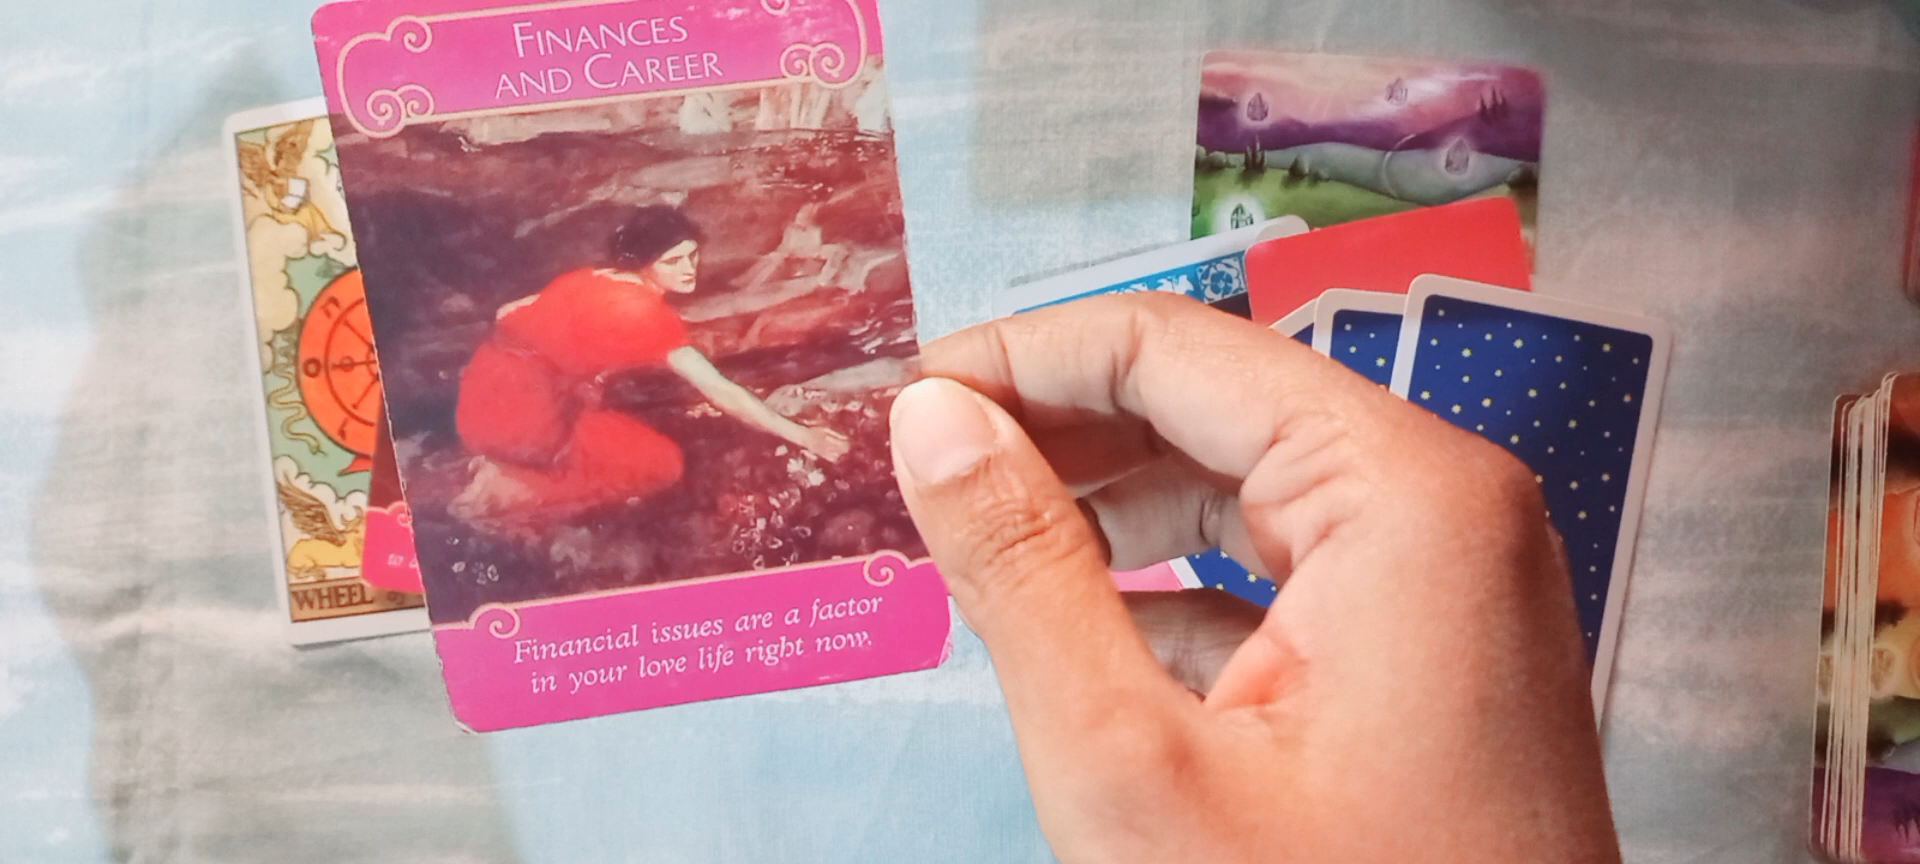 FINANCES
AND CAREER
Financial issues are a factor
in your love life right now.
WHEEL